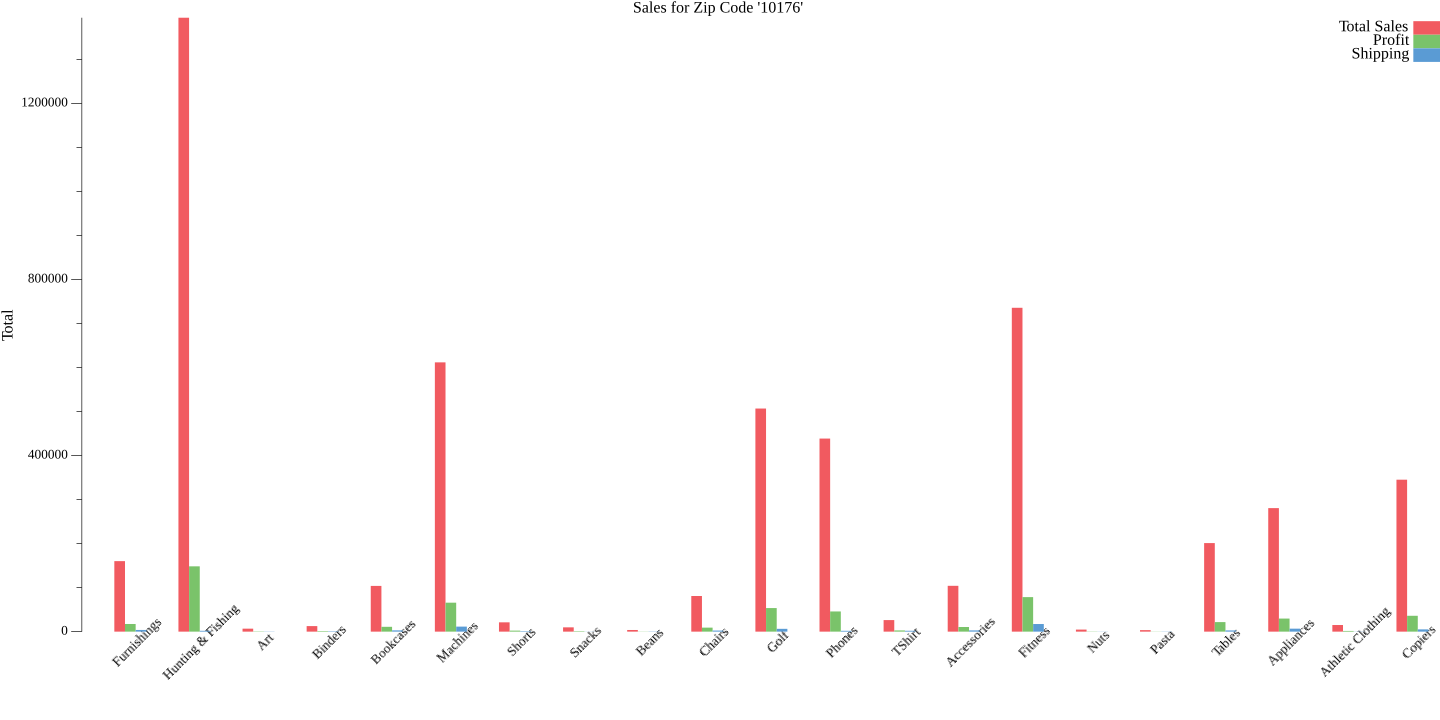 Sales for Zip Code '10176'
Total Sales
Profit
Shipping
1200000
800000
400000
0
Total
Furnishings
Hunting & Fishing
Art
Binders
Bookcases
Machines
Shorts
Snacks
Beans
Chairs
Golf
Phones
TShirt
Accessories
Fitness
Nuts
Pasta
Tables
Appliances
Athletic Clothing
Copiers